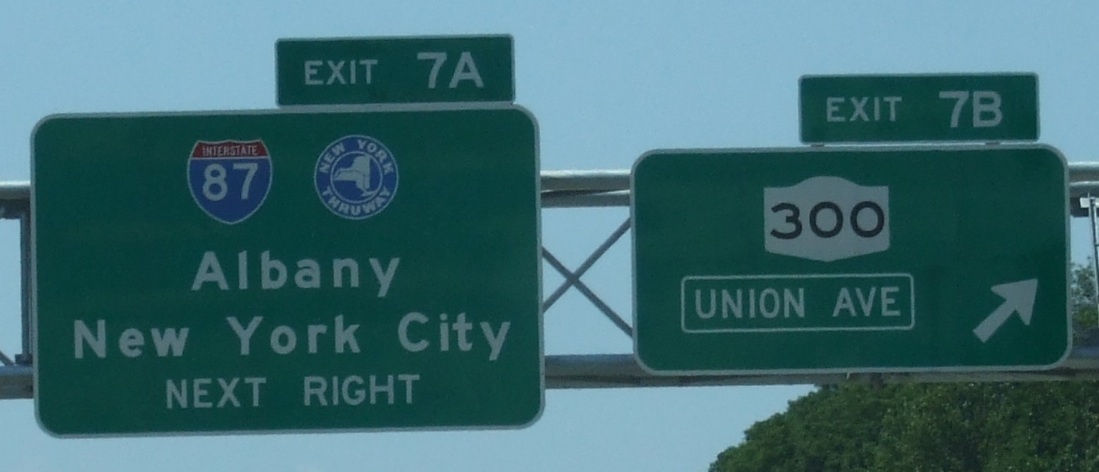 EXIT 7A
INTERSTATE
87
NEW YORK
THRUWAY
Albany
New York City
NEXT RIGHT
EXIT 7B
300
UNION AVE